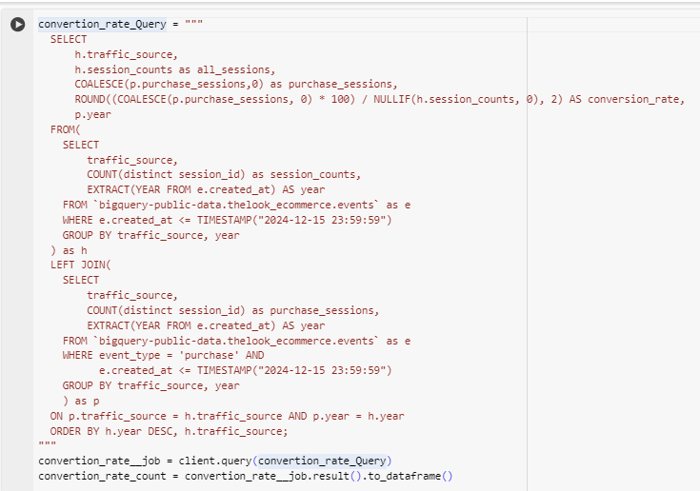 convertion_rate_Query = """
SELECT
h.traffic_source,
h.session_counts as all_sessions,
COALESCE(p.purchase_sessions,0) as purchase_sessions,
ROUND((COALESCE(p.purchase_sessions, 0) * 100) / NULLIF(h.session_counts, 0), 2) AS conversion_rate,
p.year
FROM(
SELECT
traffic_source,
COUNT(distinct session_id) as session_counts,
EXTRACT(YEAR FROM e.created_at) AS year
FROM `bigquery-public-data.thelook_ecommerce.events` as e
WHERE e.created_at <= TIMESTAMP("2024-12-15 23:59:59")
GROUP BY traffic_source, year
) as h
LEFT JOIN(
SELECT
traffic_source,
COUNT(distinct session_id) as purchase_sessions,
EXTRACT(YEAR FROM e.created_at) AS year
FROM `bigquery-public-data.thelook_ecommerce.events` as e
WHERE event_type = 'purchase' AND
e.created_at <= TIMESTAMP("2024-12-15 23:59:59")
GROUP BY traffic_source, year
) as p
ON p.traffic_source = h.traffic_source AND p.year = h.year
ORDER BY h.year DESC, h.traffic_source;
"""
convertion_rate__job = client.query(convertion_rate_Query)
convertion_rate_count = convertion_rate__job.result().to_dataframe()